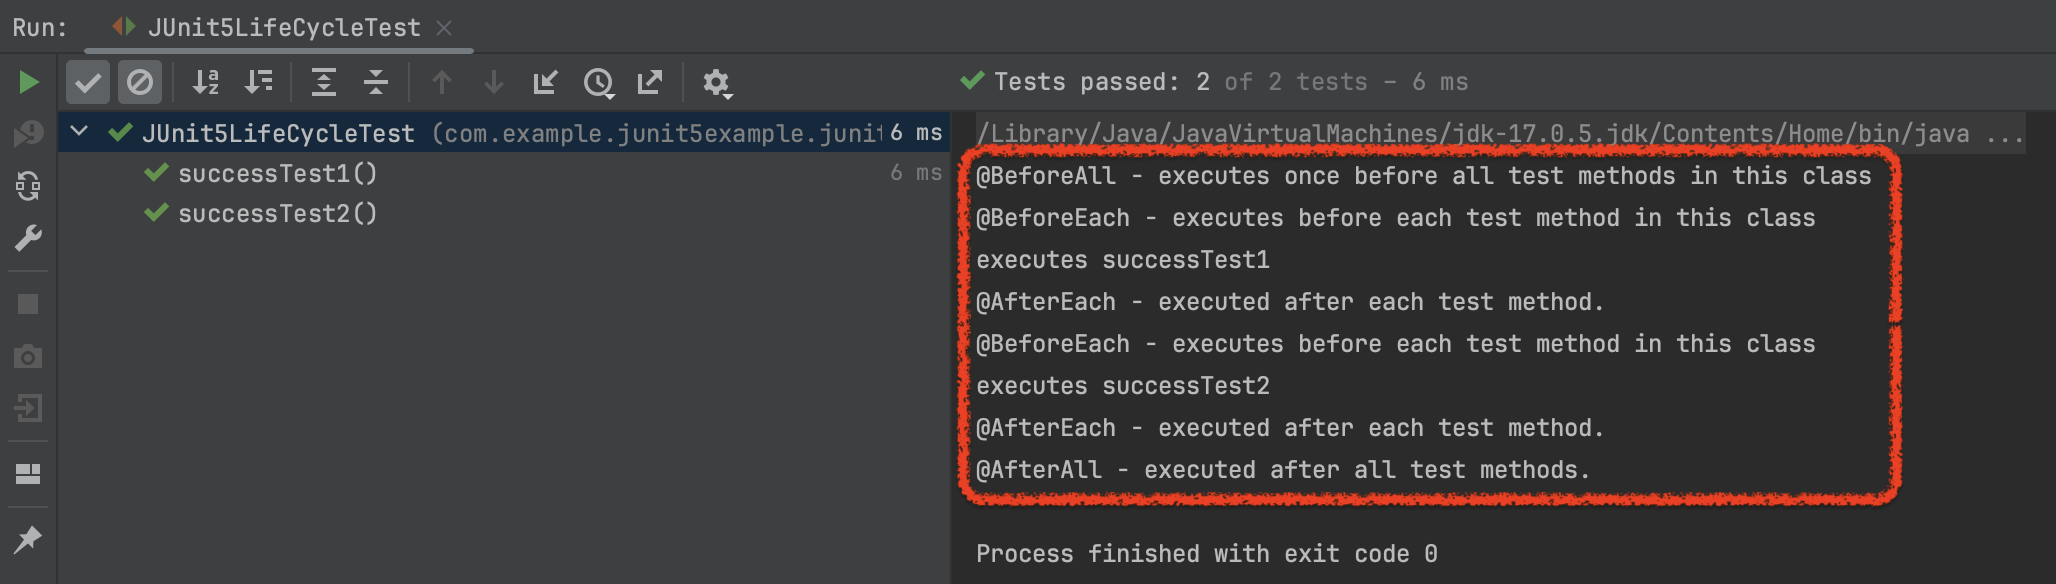 Run: JUnit5LifeCycleTest
Tests passed: 2 of 2 tests – 6 ms
JUnit5LifeCycleTest (com.example.junit5example.junit 6 ms
successTest1() 6 ms
successTest2()
/Library/Java/JavaVirtualMachines/jdk-17.0.5.jdk/Contents/Home/bin/java ...
@BeforeAll - executes once before all test methods in this class
@BeforeEach - executes before each test method in this class
executes successTest1
@AfterEach - executed after each test method.
@BeforeEach - executes before each test method in this class
executes successTest2
@AfterEach - executed after each test method.
@AfterAll - executed after all test methods.
Process finished with exit code 0